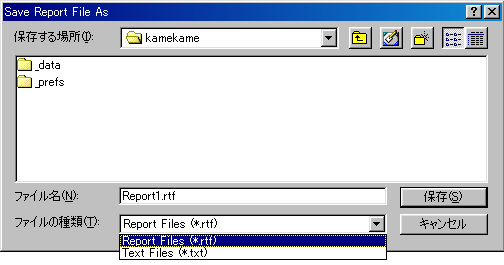 Save Report File As
保存する場所(I):
kamekame
_data
_prefs
ファイル名(N):
Report1.rtf
保存(S)
ファイルの種類(T):
Report Files (*.rtf)
キャンセル
Report Files (*.rtf)
Text Files (*.txt)